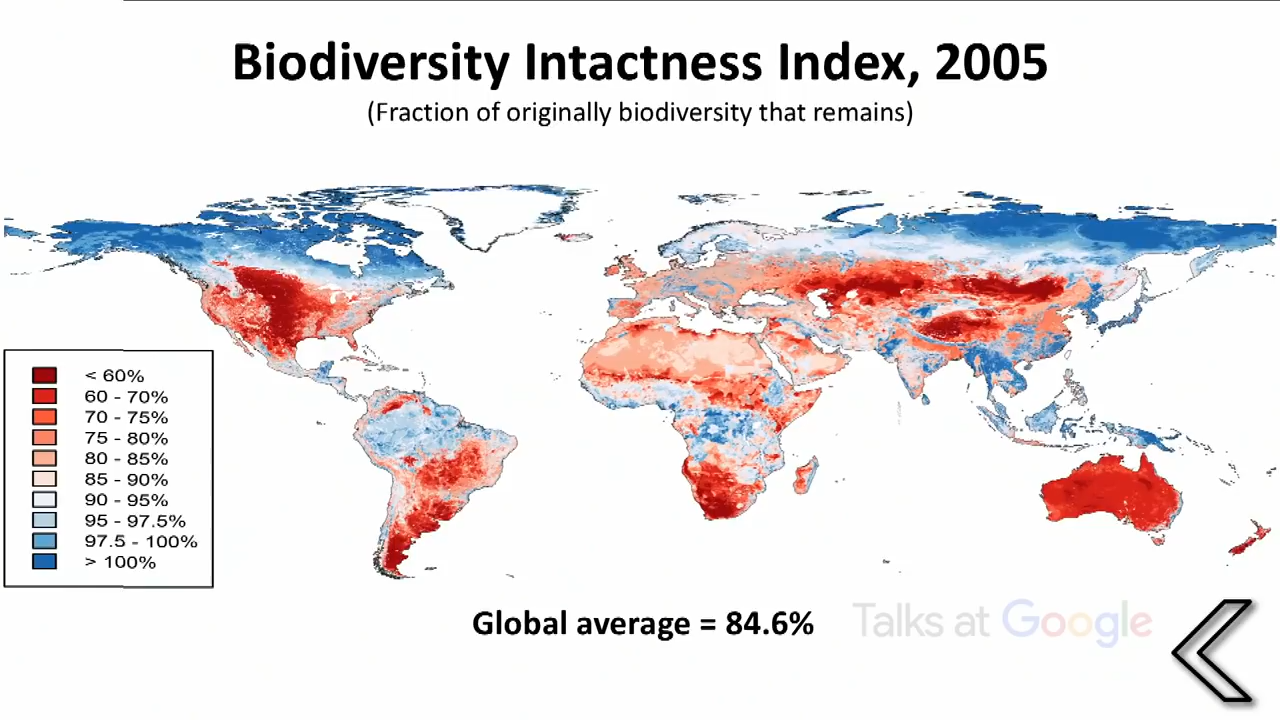 Biodiversity Intactness Index, 2005
(Fraction of originally biodiversity that remains)
< 60%
60 - 70%
70 - 75%
75 - 80%
80 - 85%
85 - 90%
90 - 95%
95 - 97.5%
97.5 - 100%
> 100%
Global average = 84.6%
Talks at Google